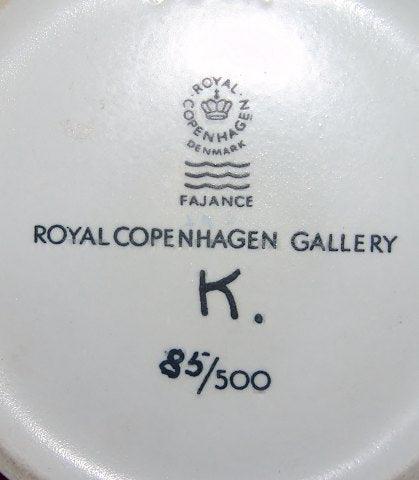 ROYAL
COPENHAGEN
DENMARK
FAJANCE
ROYAL COPENHAGEN GALLERY
K.
85/500